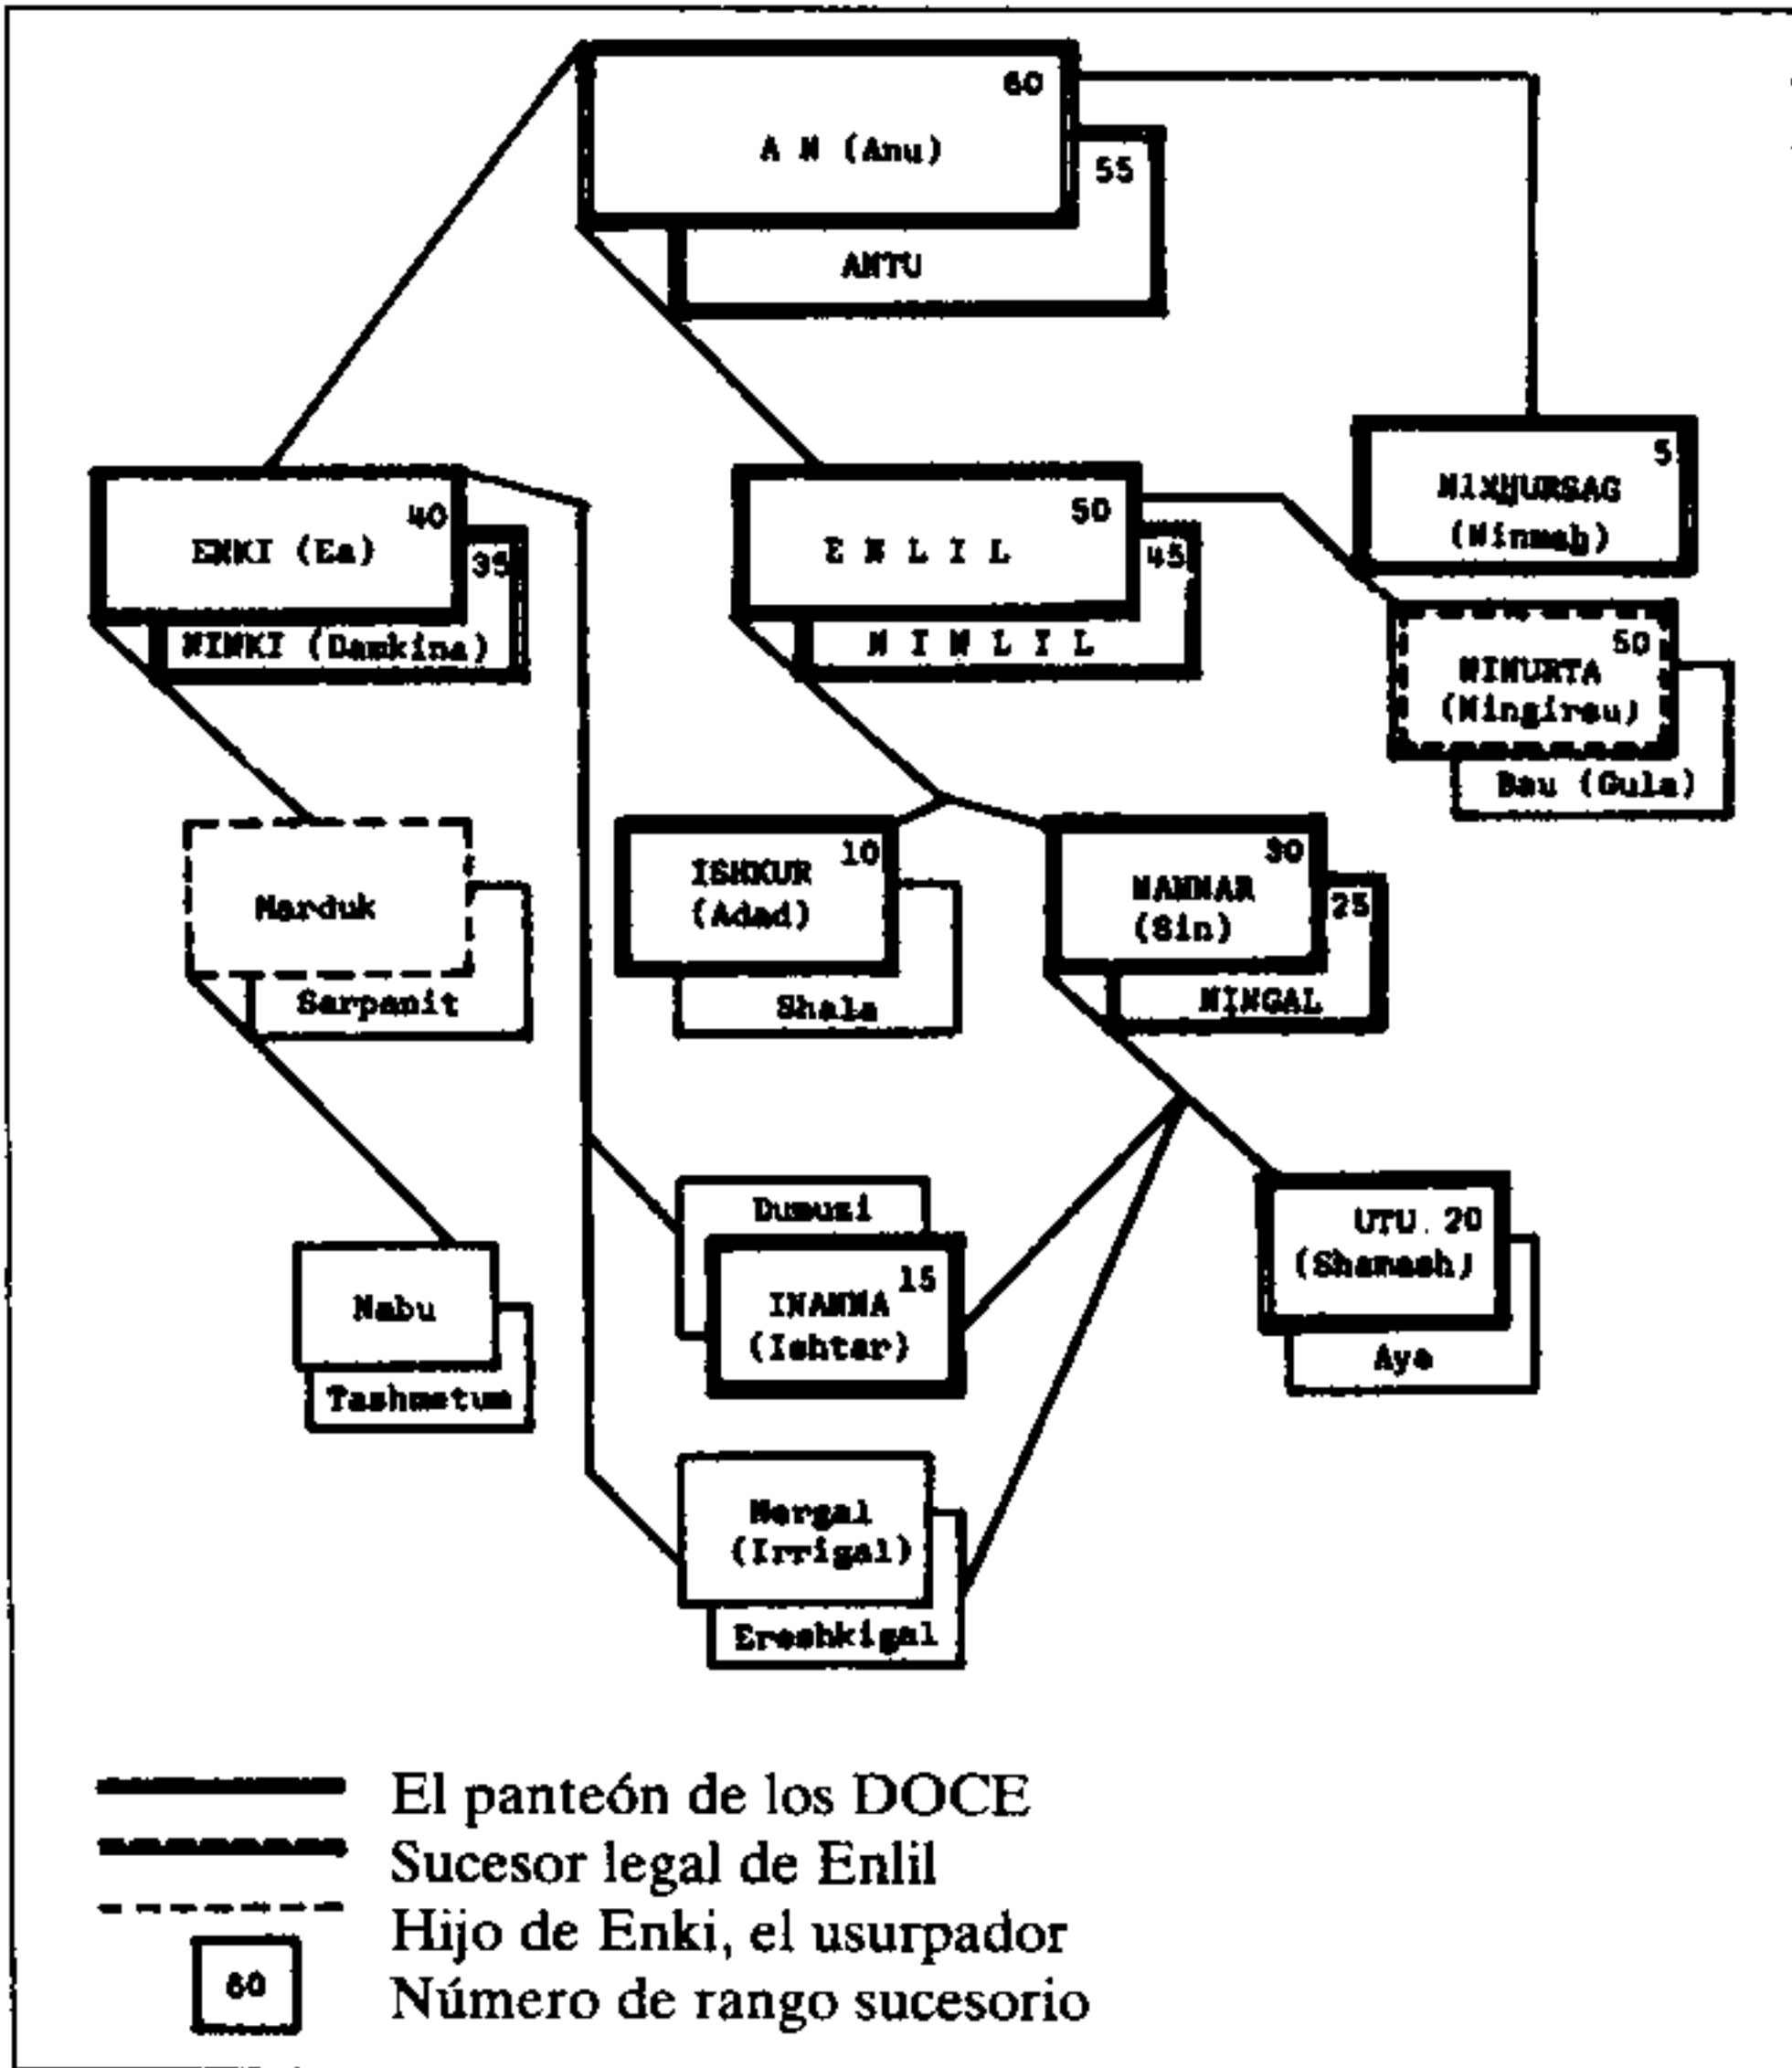 60
A N (Anu)
55
ANTU
5
NINHURSAG
(Ninmah)
40
ENKI (Ea)
35
NINKI (Damkina)
50
E N L I L
45
N I N L I L
50
NINURTA
(Ningirsu)
Bau (Gula)
Marduk
Sarpanit
10
ISHKUR
(Adad)
Shala
30
NANNAR
(Sin)
25
NINGAL
Dumuzi
15
INANNA
(Ishtar)
UTU 20
(Shamash)
Aya
Nabu
Tashmetum
Nergal
(Irrigal)
Ereshkigal
El panteón de los DOCE
Sucesor legal de Enlil
Hijo de Enki, el usurpador
60
Número de rango sucesorio